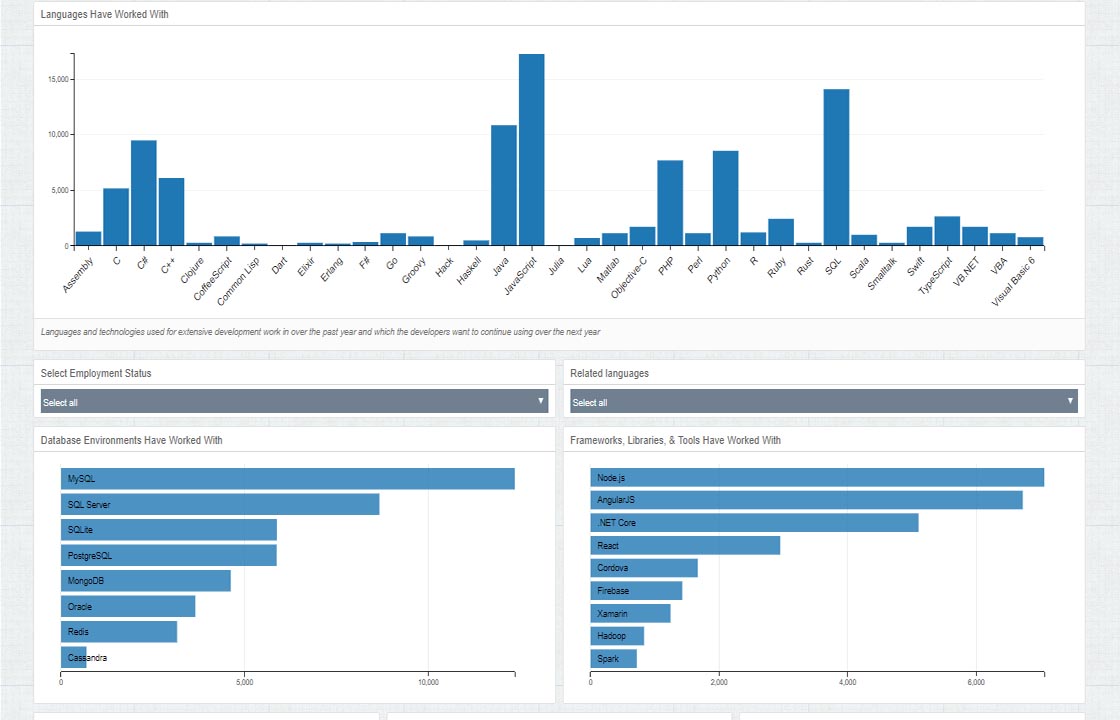 Languages Have Worked With
15,000
10,000
5,000
0
Assembly
C
C#
C++
Clojure
CoffeeScript
Common Lisp
Dart
Elixir
Erlang
F#
Go
Groovy
Hack
Haskell
Java
JavaScript
Julia
Lua
Matlab
Objective-C
PHP
Perl
Python
R
Ruby
Rust
SQL
Scala
Smalltalk
Swift
TypeScript
VB.NET
VBA
Visual Basic 6
Languages and technologies used for extensive development work in over the past year and which the developers want to continue using over the next year
Select Employment Status
Select all
Related languages
Select all
Database Environments Have Worked With
MySQL
SQL Server
SQLite
PostgreSQL
MongoDB
Oracle
Redis
Cassandra
0
5,000
10,000
Frameworks, Libraries, & Tools Have Worked With
Node.js
AngularJS
.NET Core
React
Cordova
Firebase
Xamarin
Hadoop
Spark
0
2,000
4,000
6,000